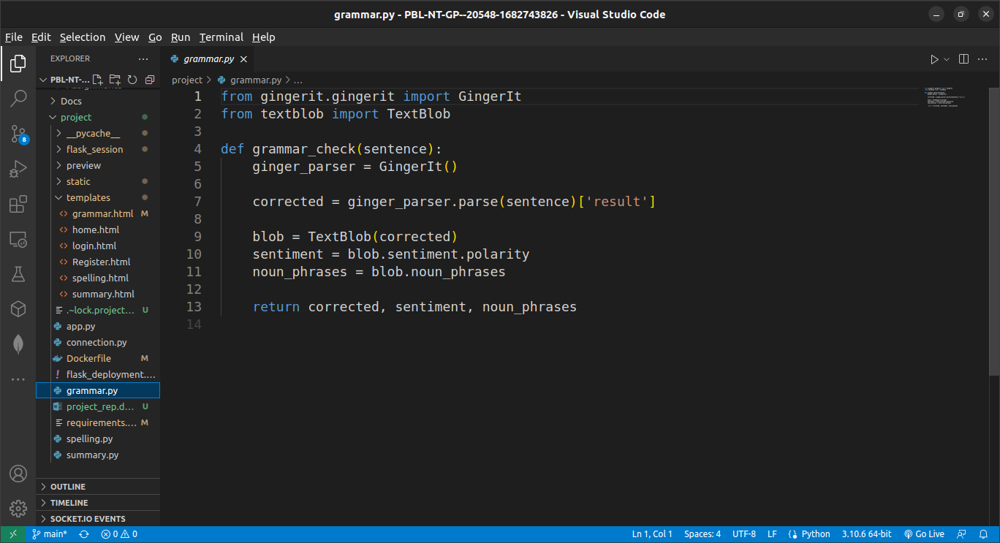 grammar.py - PBL-NT-GP--20548-1682743826 - Visual Studio Code
File Edit Selection View Go Run Terminal Help
EXPLORER
PBL-NT-...
Docs
project
__pycache__
flask_session
preview
static
templates
grammar.html M
home.html
login.html
Register.html
spelling.html
summary.html
.~lock.project... U
app.py
connection.py
Dockerfile M
flask_deployment....
grammar.py
project_rep.d... U
requirements.... M
spelling.py
summary.py
OUTLINE
TIMELINE
SOCKET.IO EVENTS
8
grammar.py
project > grammar.py > ...
1 from gingerit.gingerit import GingerIt
2 from textblob import TextBlob
3
4 def grammar_check(sentence):
5 ginger_parser = GingerIt()
6
7 corrected = ginger_parser.parse(sentence)['result']
8
9 blob = TextBlob(corrected)
10 sentiment = blob.sentiment.polarity
11 noun_phrases = blob.noun_phrases
12
13 return corrected, sentiment, noun_phrases
14
main* 0 0 Ln 1, Col 1 Spaces: 4 UTF-8 LF Python 3.10.6 64-bit Go Live